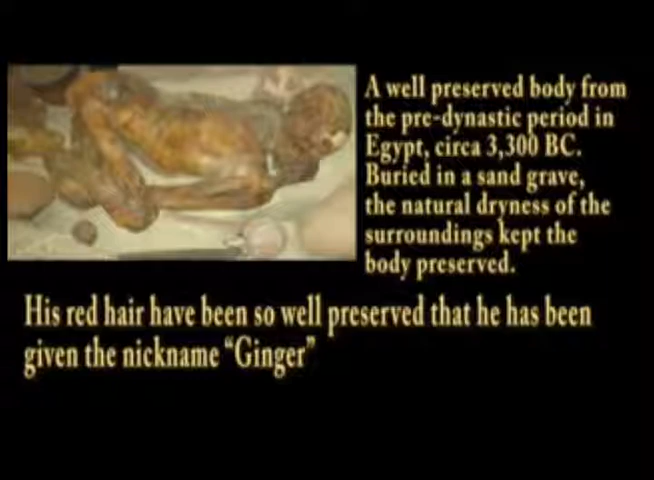 A well preserved body from
the pre-dynastic period in
Egypt, circa 3,300 BC.
Buried in a sand grave,
the natural dryness of the
surroundings kept the
body preserved.
His red hair have been so well preserved that he has been
given the nickname “Ginger”